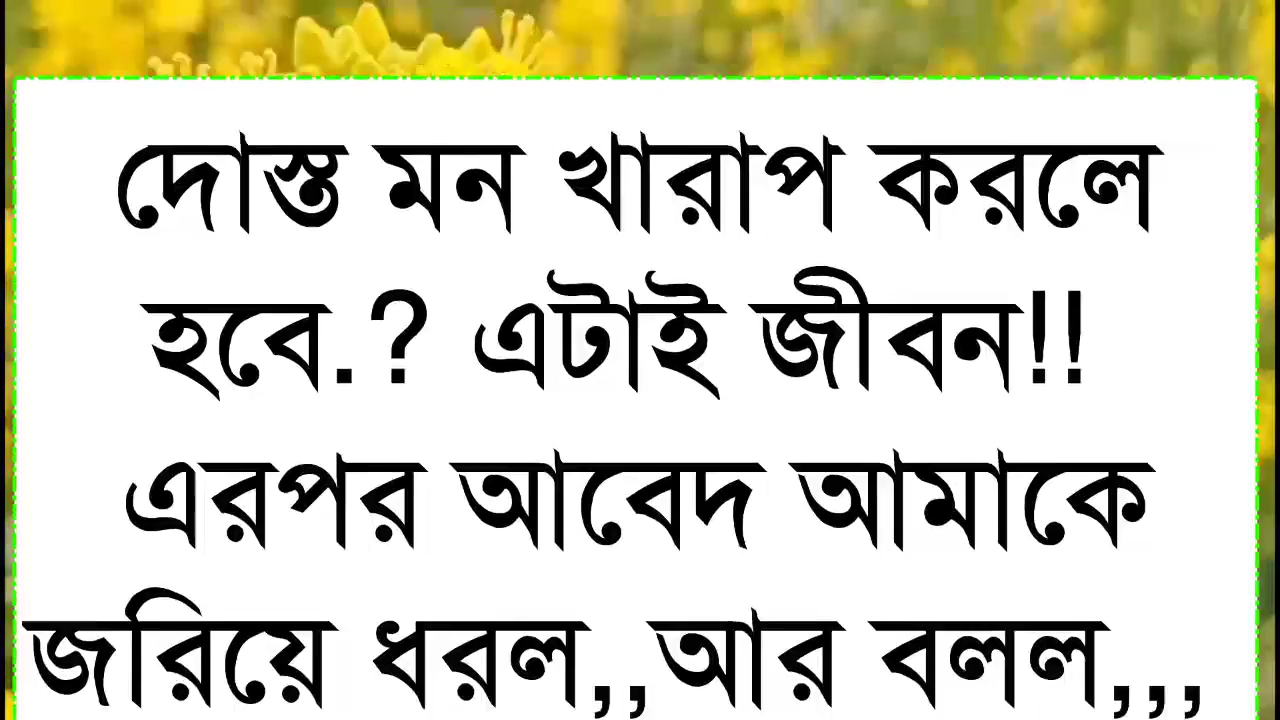 দোস্ত মন খারাপ করলে
হবে.? এটাই জীবন!!
এরপর আবেদ আমাকে
জরিয়ে ধরল,,আর বলল,,,